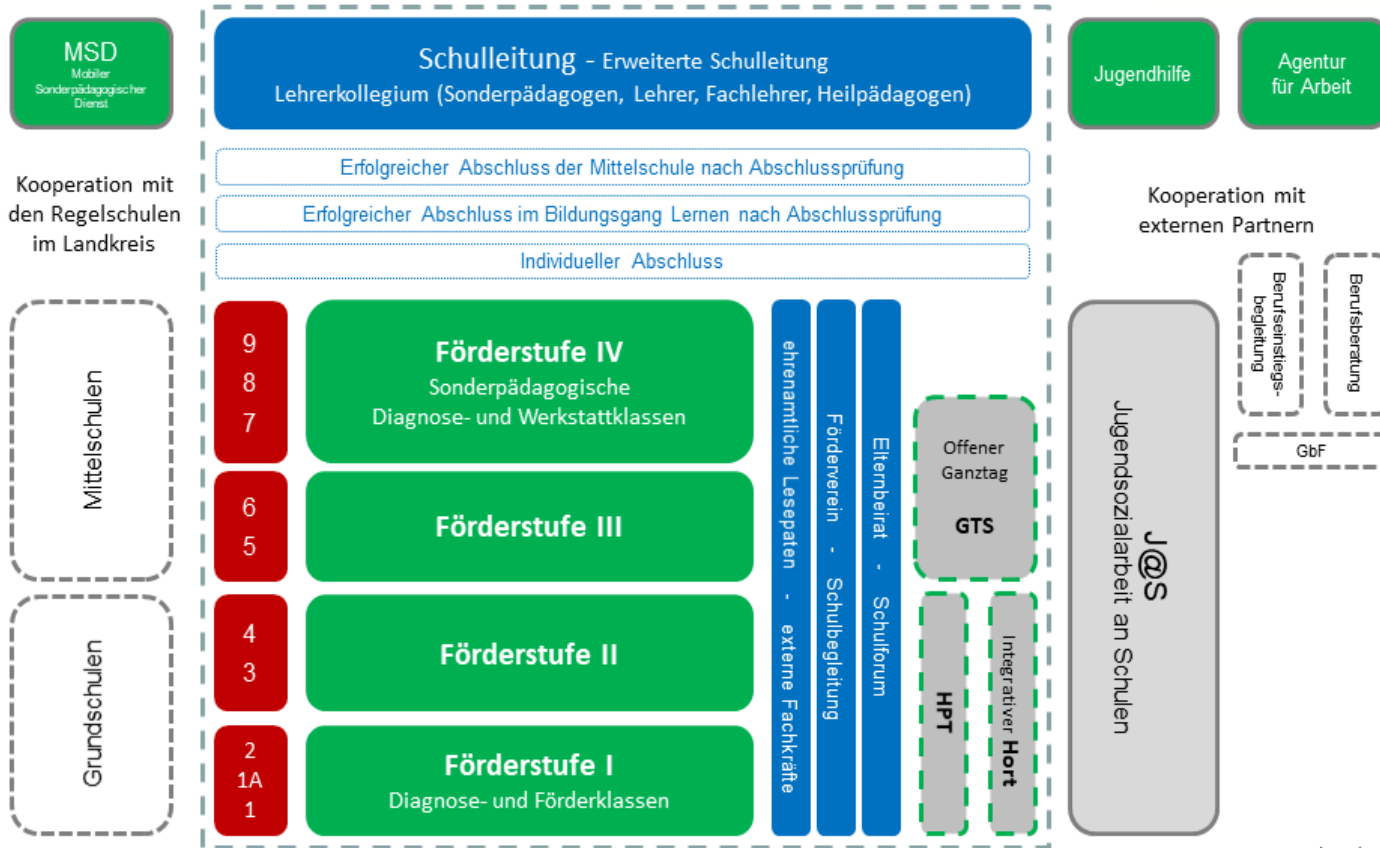 MSD
Mobiler
Sonderpädagogischer
Dienst
Kooperation mit
den Regelschulen
im Landkreis
Mittelschulen
Grundschulen
Schulleitung - Erweiterte Schulleitung
Lehrerkollegium (Sonderpädagogen, Lehrer, Fachlehrer, Heilpädagogen)
Erfolgreicher Abschluss der Mittelschule nach Abschlussprüfung
Erfolgreicher Abschluss im Bildungsgang Lernen nach Abschlussprüfung
Individueller Abschluss
9
8
7
Förderstufe IV
Sonderpädagogische
Diagnose- und Werkstattklassen
6
5
Förderstufe III
4
3
Förderstufe II
2
1A
1
Förderstufe I
Diagnose- und Förderklassen
ehrenamtliche Lesepaten - externe Fachkräfte
Förderverein - Schulbegleitung
Elternbeirat - Schulforum
Offener
Ganztag
GTS
HPT
Integrativer Hort
Jugendhilfe
Agentur
für Arbeit
Kooperation mit
externen Partnern
J@S
Jugendsozialarbeit an Schulen
Berufseinstiegs-
begleitung
Berufsberatung
GbF